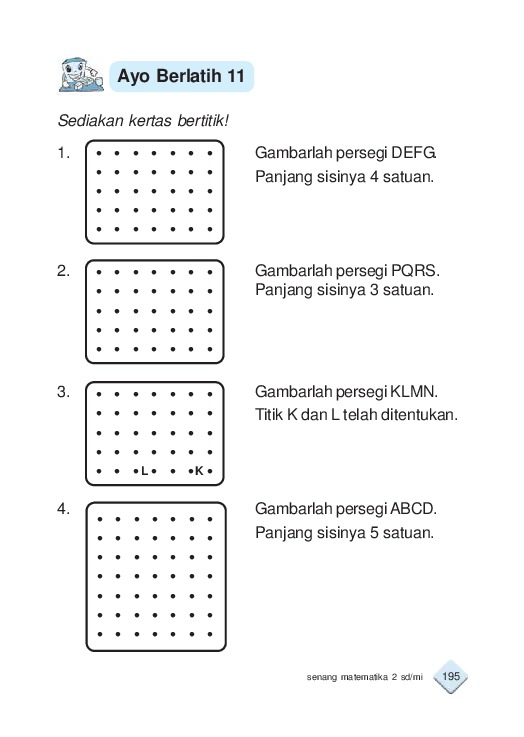 Ayo Berlatih 11
Sediakan kertas bertitik!
1.
Gambarlah persegi DEFG.
Panjang sisinya 4 satuan.
2.
Gambarlah persegi PQRS.
Panjang sisinya 3 satuan.
3.
Gambarlah persegi KLMN.
Titik K dan L telah ditentukan.
L K
4.
Gambarlah persegi ABCD.
Panjang sisinya 5 satuan.
senang matematika 2 sd/mi 195